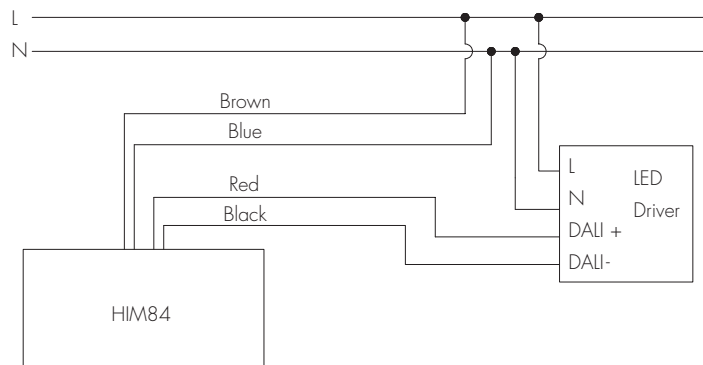 L
N
Brown
Blue
Red
Black
L
LED
N
Driver
DALI +
DALI-
HIM84